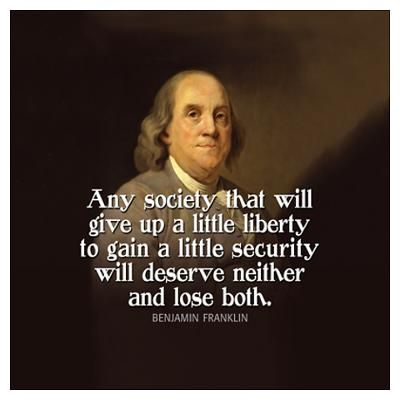 Any society that will
give up a little liberty
to gain a little security
will deserve neither
and lose both.
BENJAMIN FRANKLIN